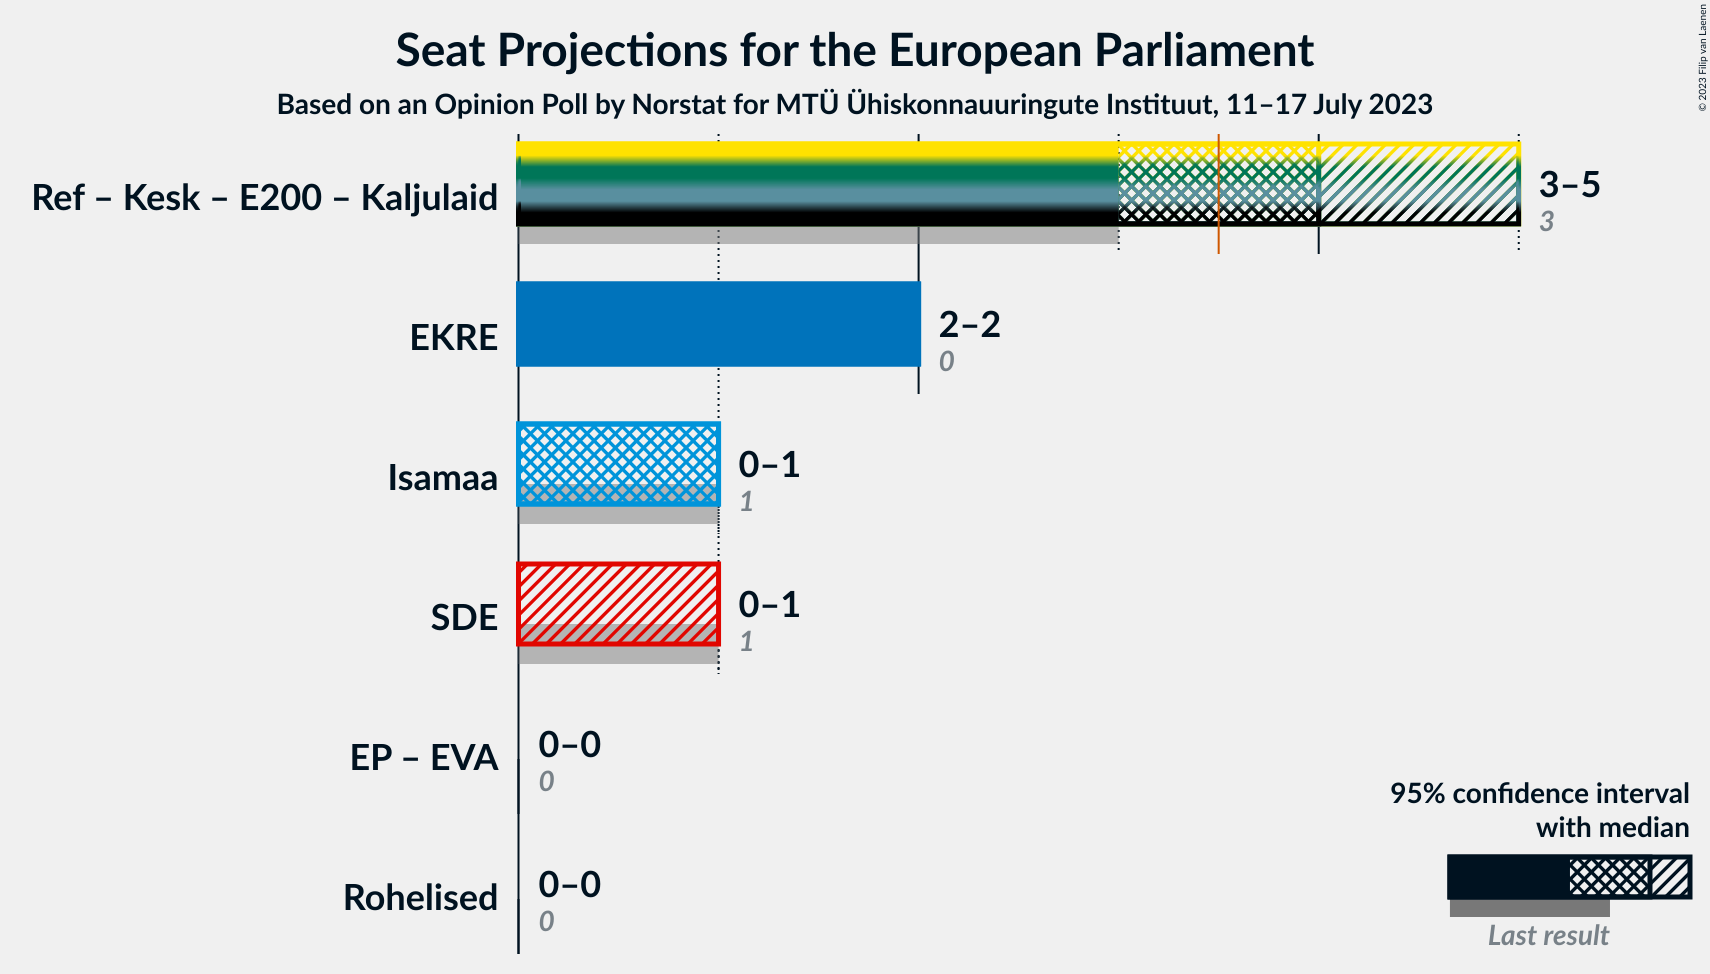 Seat Projections for the European Parliament
Based on an Opinion Poll by Norstat for MTÜ Ühiskonnauuringute Instituut, 11–17 July 2023
© 2023 Filip van Laenen
Ref – Kesk – E200 – Kaljulaid
3–5
3
EKRE
2–2
0
Isamaa
0–1
1
SDE
0–1
1
EP – EVA
0–0
0
Rohelised
0–0
0
95% confidence interval
with median
Last result